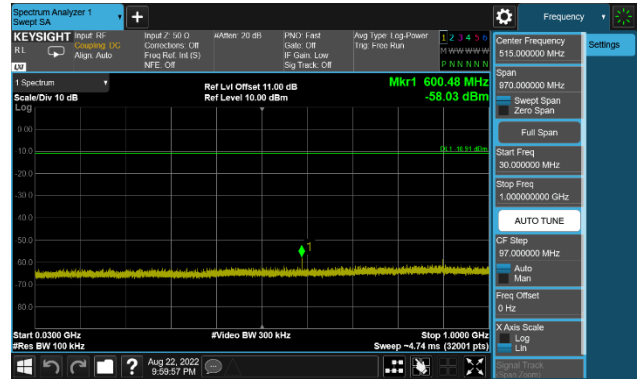 Spectrum Analyzer 1
Swept SA
+
Frequency
KEYSIGHT
Input: RF
Input Z: 50 Ω
#Atten: 20 dB
PNO: Fast
Avg Type: Log-Power
1 2 3 4 5 6
RL
Coupling: DC
Corrections: Off
Gate: Off
Trig: Free Run
Align: Auto
Freq Ref: Int (S)
IF Gain: Low
M W W W W W
NFE: Off
Sig Track: Off
P N N N N N
LXI
1 Spectrum
Ref Lvl Offset 11.00 dB
Mkr1 600.48 MHz
Scale/Div 10 dB
Ref Level 10.00 dBm
-58.03 dBm
Log
0.00
-10.0
-20.0
-30.0
-40.0
-50.0
-60.0
-70.0
-80.0
1
Start 0.0300 GHz
#Video BW 300 kHz
Stop 1.0000 GHz
#Res BW 100 kHz
Sweep ~4.74 ms (32001 pts)
?
Aug 22, 2022
9:59:57 PM
Center Frequency
515.000000 MHz
Settings
Span
970.000000 MHz
Swept Span
Zero Span
Full Span
Start Freq
30.000000 MHz
Stop Freq
1.000000000 GHz
AUTO TUNE
CF Step
97.000000 MHz
Auto
Man
Freq Offset
0 Hz
X Axis Scale
Log
Lin
Signal Track
(Span Zoom)